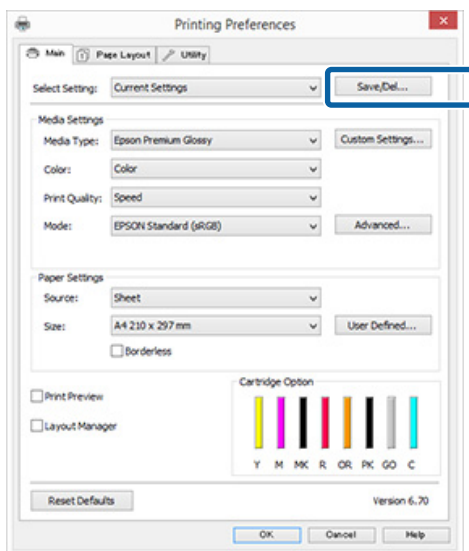 Printing Preferences
Main Page Layout Utility
Select Setting: Current Settings Save/Del...
Media Settings
Media Type: Epson Premium Glossy Custom Settings...
Color: Color
Print Quality: Speed
Mode: EPSON Standard (sRGB) Advanced...
Paper Settings
Source: Sheet
Size: A4 210 x 297 mm User Defined...
Borderless
Print Preview
Layout Manager
Cartridge Option
Y M MK R OR PK GO C
Reset Defaults Version 6.70
OK Cancel Help